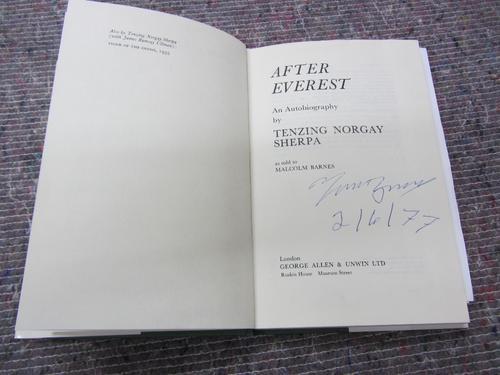 Also by Tenzing Norgay Sherpa
(with James Ramsey Ullman)
TIGER OF THE SNOWS, 1955
AFTER
EVEREST
An Autobiography
by
TENZING NORGAY
SHERPA
as told to
MALCOLM BARNES
2/6/77
London
GEORGE ALLEN & UNWIN LTD
Ruskin House Museum Street